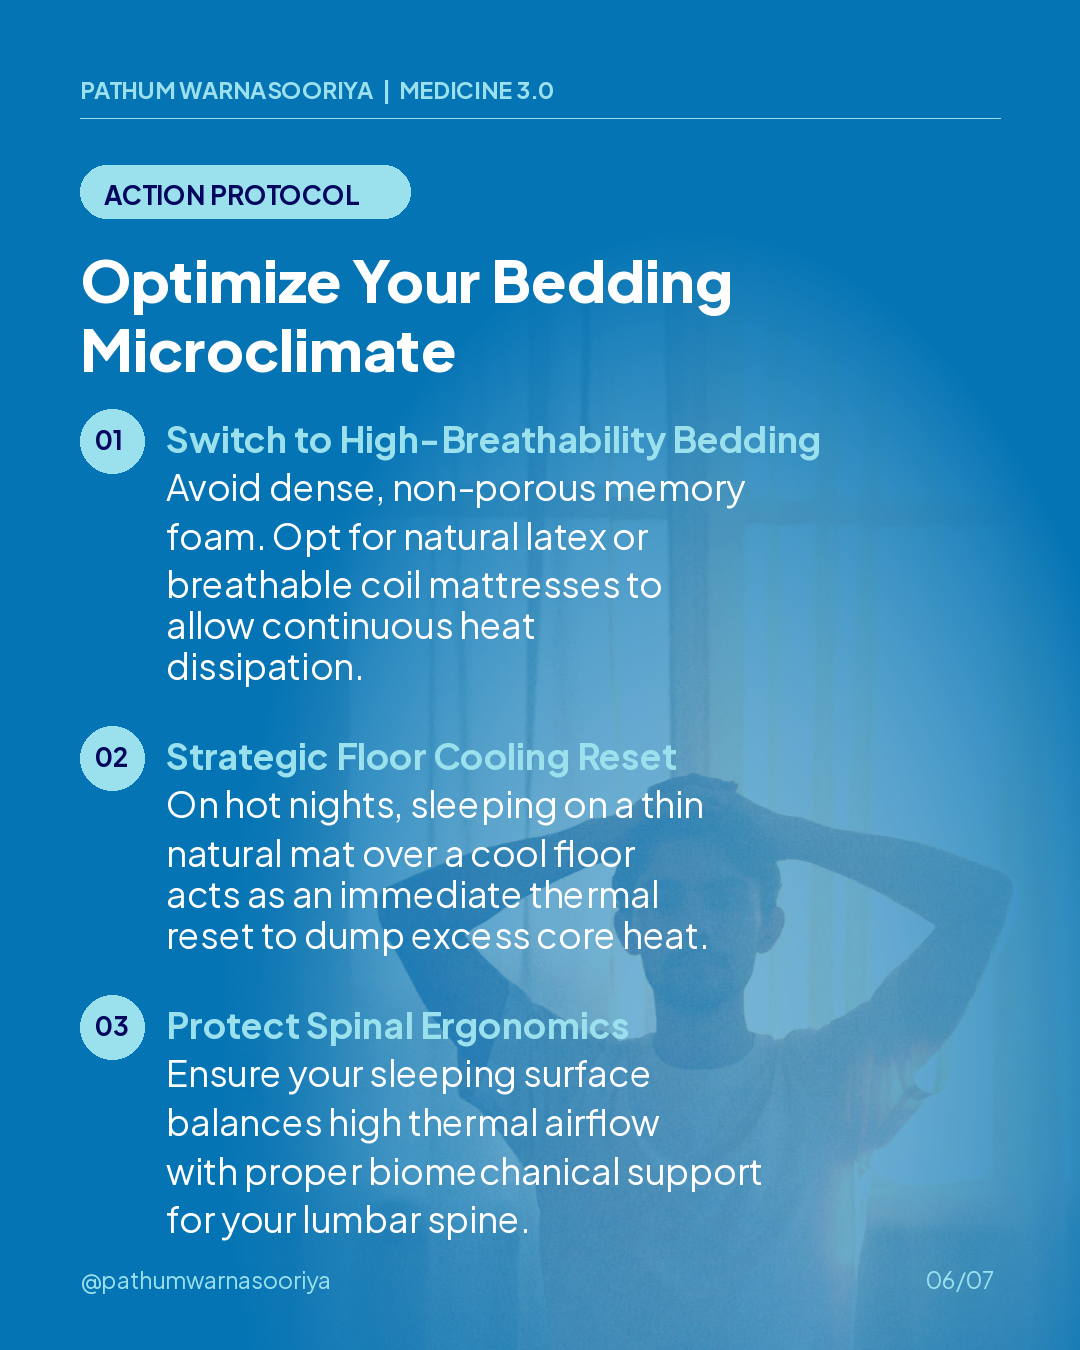 PATHUM WARNASOORIYA | MEDICINE 3.0
ACTION PROTOCOL
Optimize Your Bedding
Microclimate
01
Switch to High-Breathability Bedding
Avoid dense, non-porous memory
foam. Opt for natural latex or
breathable coil mattresses to
allow continuous heat
dissipation.
02
Strategic Floor Cooling Reset
On hot nights, sleeping on a thin
natural mat over a cool floor
acts as an immediate thermal
reset to dump excess core heat.
03
Protect Spinal Ergonomics
Ensure your sleeping surface
balances high thermal airflow
with proper biomechanical support
for your lumbar spine.
@pathumwarnasooriya
06/07